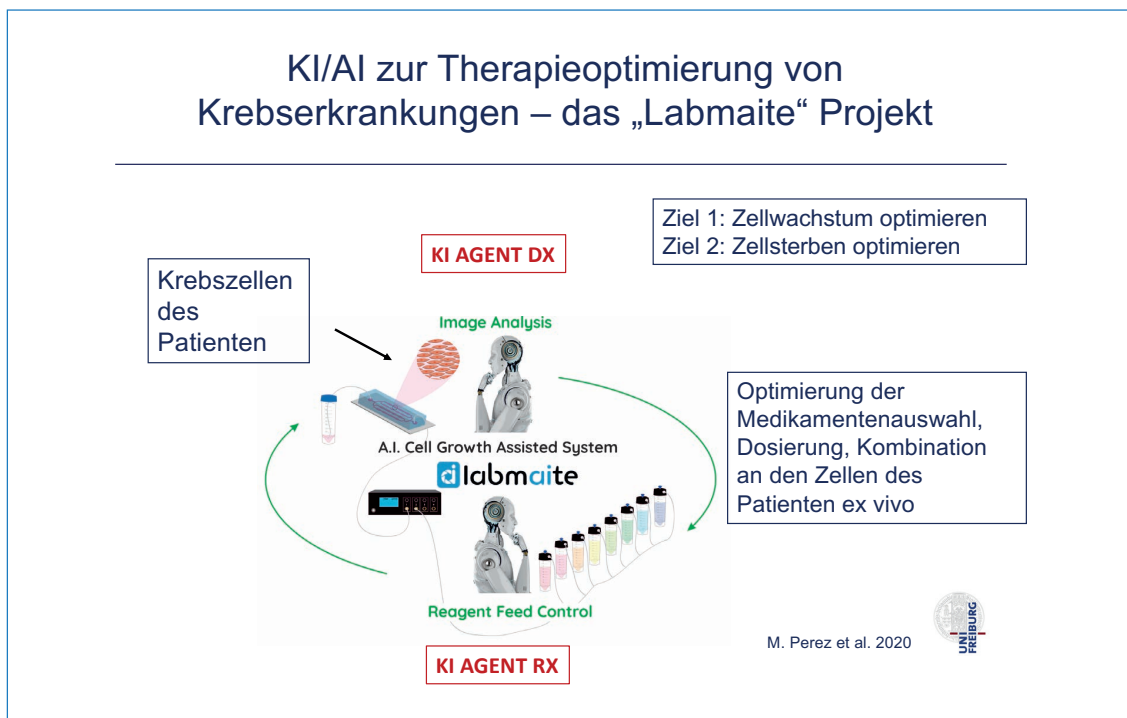 KI/AI zur Therapieoptimierung von
Krebserkrankungen – das „Labmaite“ Projekt
Ziel 1: Zellwachstum optimieren
Ziel 2: Zellsterben optimieren
KI AGENT DX
Krebszellen
des
Patienten
Image Analysis
A.I. Cell Growth Assisted System
labmaite
Optimierung der
Medikamentenauswahl,
Dosierung, Kombination
an den Zellen des
Patienten ex vivo
Reagent Feed Control
KI AGENT RX
M. Perez et al. 2020
UNI
FREIBURG